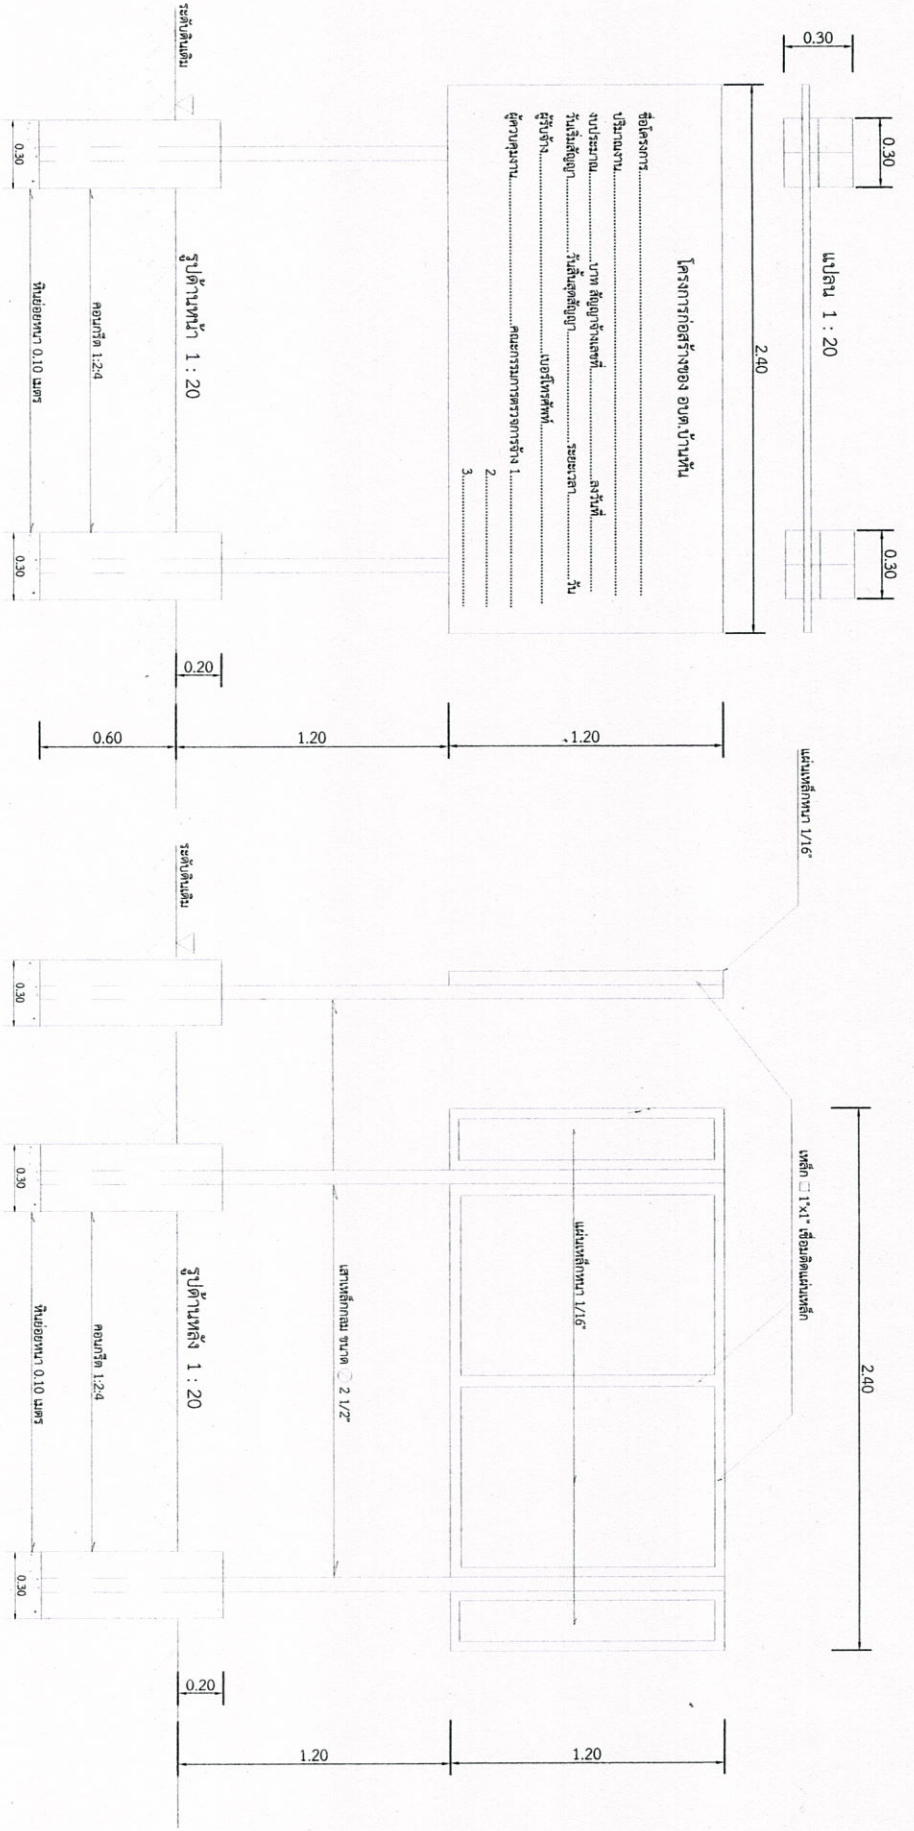 0.30
0.30
0.30
แปลน 1 : 20
2.40
โครงการก่อสร้างของ อบต.บ้านทัน
ชื่อโครงการ................................................
ปริมาณงาน................................................
งบประมาณ....................บาท สัญญาจ้างเลขที่....................ลงวันที่....................
วันเริ่มสัญญา....................วันสิ้นสุดสัญญา....................ระยะเวลา....................วัน
ผู้รับจ้าง....................เบอร์โทรศัพท์....................
ผู้ควบคุมงาน....................คณะกรรมการตรวจการจ้าง 1....................
2....................
3....................
1.20
1.20
0.20
0.60
ระดับดินเดิม
รูปด้านหน้า 1 : 20
คอนกรีต 1:2:4
หินย่อยหนา 0.10 เมตร
0.30
0.30
แผ่นเหล็กหนา 1/16"
เหล็ก □ 1"x1" เชื่อมติดแผ่นเหล็ก
2.40
แผ่นเหล็กหนา 1/16"
เสาเหล็กกลม ขนาด ○ 2 1/2"
1.20
1.20
0.20
ระดับดินเดิม
รูปด้านหลัง 1 : 20
คอนกรีต 1:2:4
หินย่อยหนา 0.10 เมตร
0.30
0.30
0.30